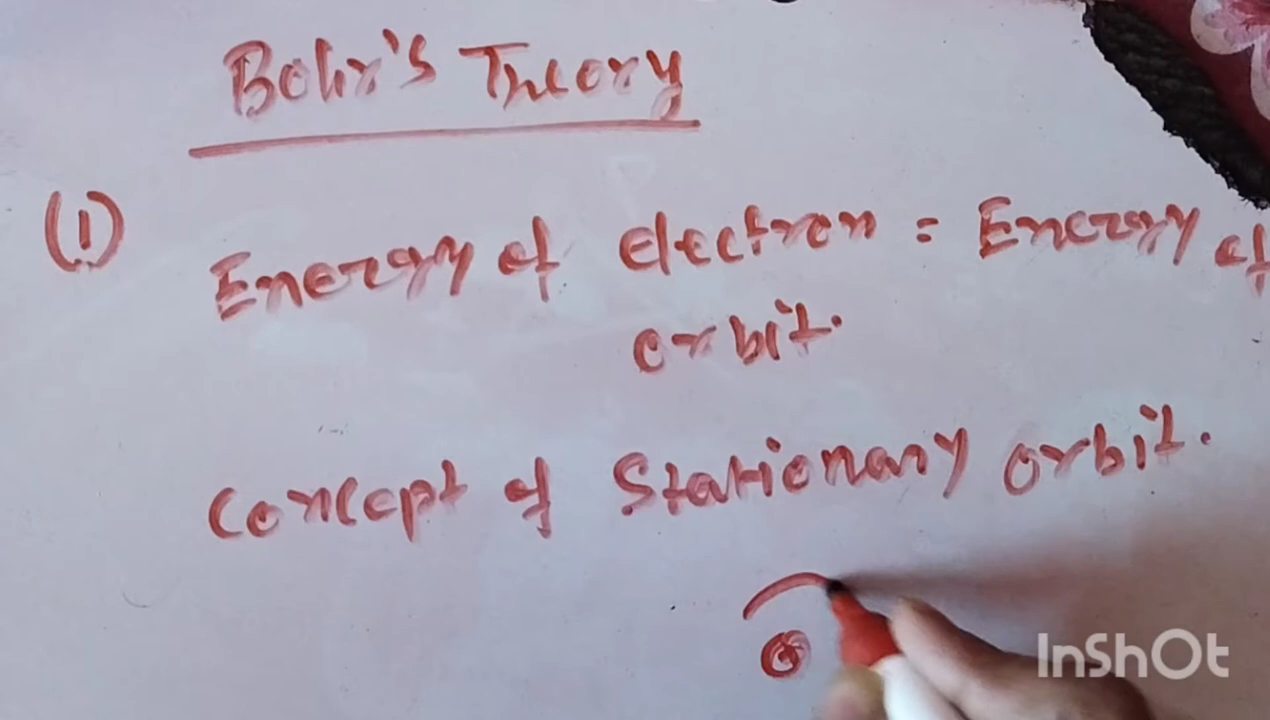 Bohr's Theory
(1)
Energy of electron = Energy of
orbit.
Concept of Stationary orbit.
InShOt